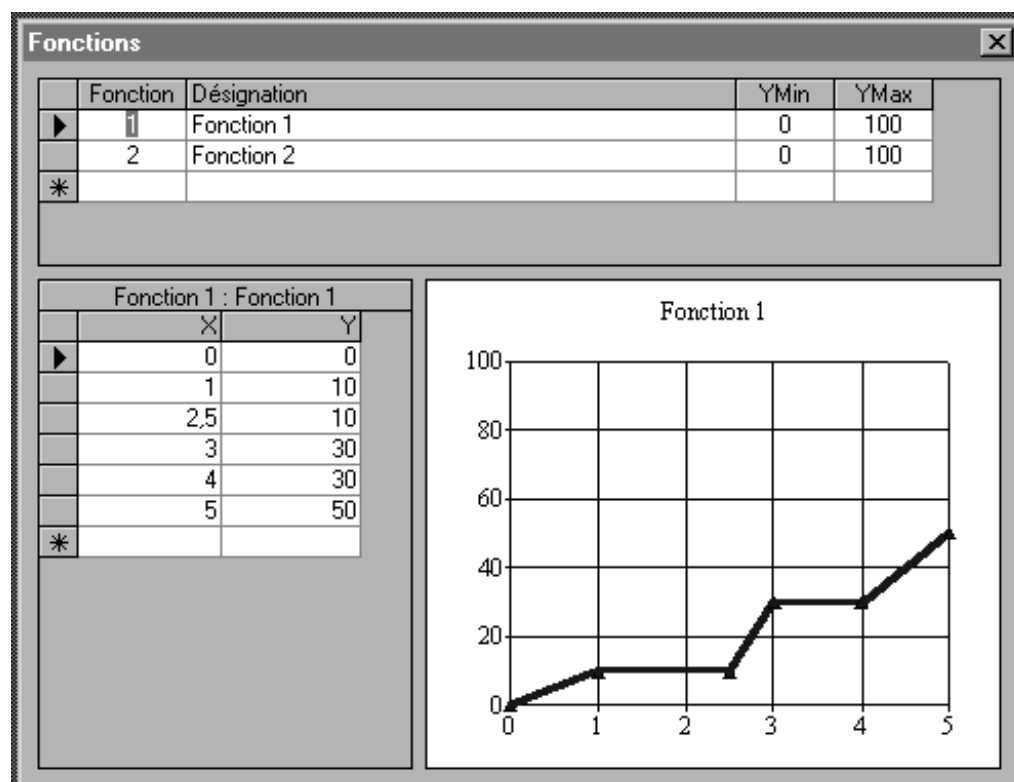 Fonctions
Fonction Désignation YMin YMax
1 Fonction 1 0 100
2 Fonction 2 0 100
Fonction 1 : Fonction 1
X Y
0 0
1 10
2,5 10
3 30
4 30
5 50
Fonction 1
100
80
60
40
20
0
0 1 2 3 4 5